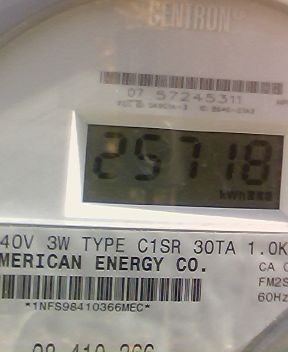 CENTRON
07 57245311
25718
kWh
40V 3W TYPE C1SR 30TA 1.0K
MERICAN ENERGY CO.
CA 0
FM2S
60Hz
*1NFS98410366MEC*